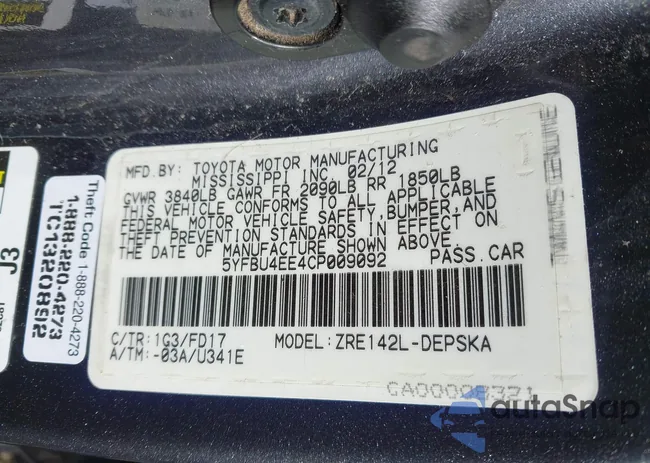 MFD.BY: TOYOTA MOTOR MANUFACTURING
MISSISSIPPI INC. 02/12
GVWR 3840LB GAWR FR 2090LB RR 1850LB
THIS VEHICLE CONFORMS TO ALL APPLICABLE
FEDERAL MOTOR VEHICLE SAFETY, BUMPER, AND
THEFT PREVENTION STANDARDS IN EFFECT ON
THE DATE OF MANUFACTURE SHOWN ABOVE.
5YFBU4EE4CP009092 PASS.CAR
C/TR: 1G3/FD17 MODEL: ZRE142L-DEPSKA
A/TM: -03A/U341E
Theft Code 1-888-220-4273
1-888-220-4273
J3
autoSnap